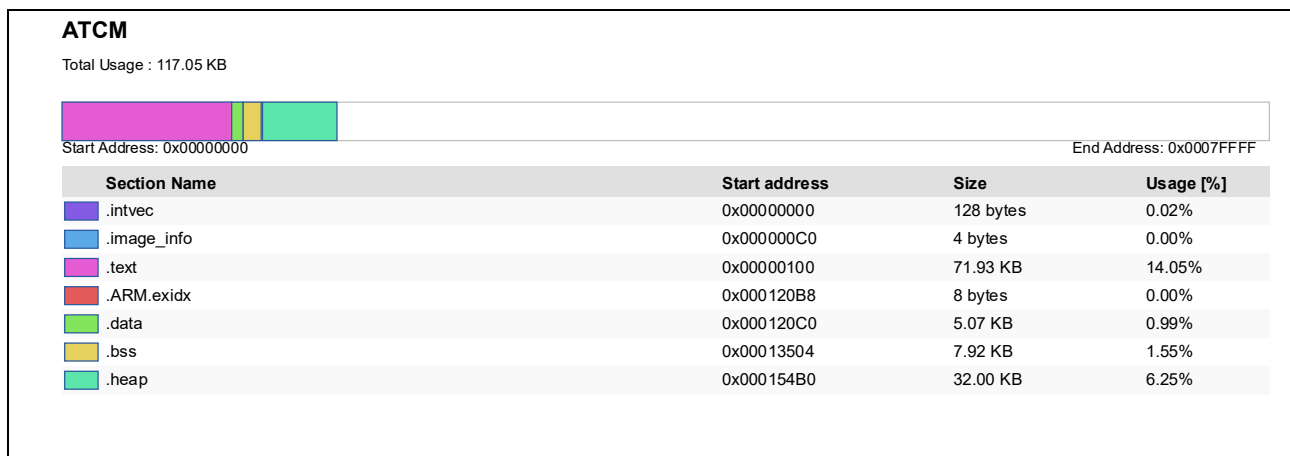 ATCM
Total Usage : 117.05 KB
Start Address: 0x00000000 End Address: 0x0007FFFF
Section Name Start address Size Usage [%]
.intvec 0x00000000 128 bytes 0.02%
.image_info 0x000000C0 4 bytes 0.00%
.text 0x00000100 71.93 KB 14.05%
.ARM.exidx 0x000120B8 8 bytes 0.00%
.data 0x000120C0 5.07 KB 0.99%
.bss 0x00013504 7.92 KB 1.55%
.heap 0x000154B0 32.00 KB 6.25%